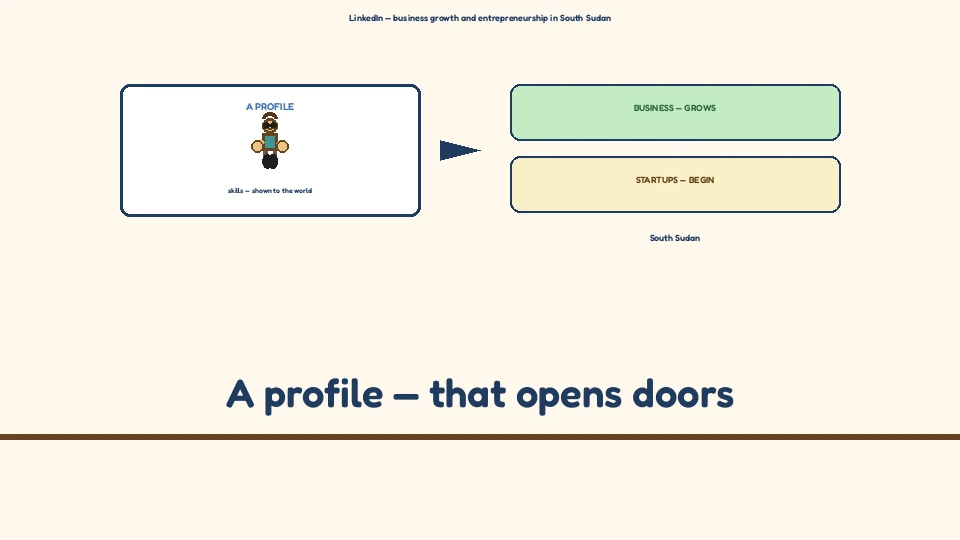 LinkedIn — business growth and entrepreneurship in South Sudan
A PROFILE
skills — shown to the world
BUSINESS — GROWS
STARTUPS — BEGIN
South Sudan
A profile — that opens doors